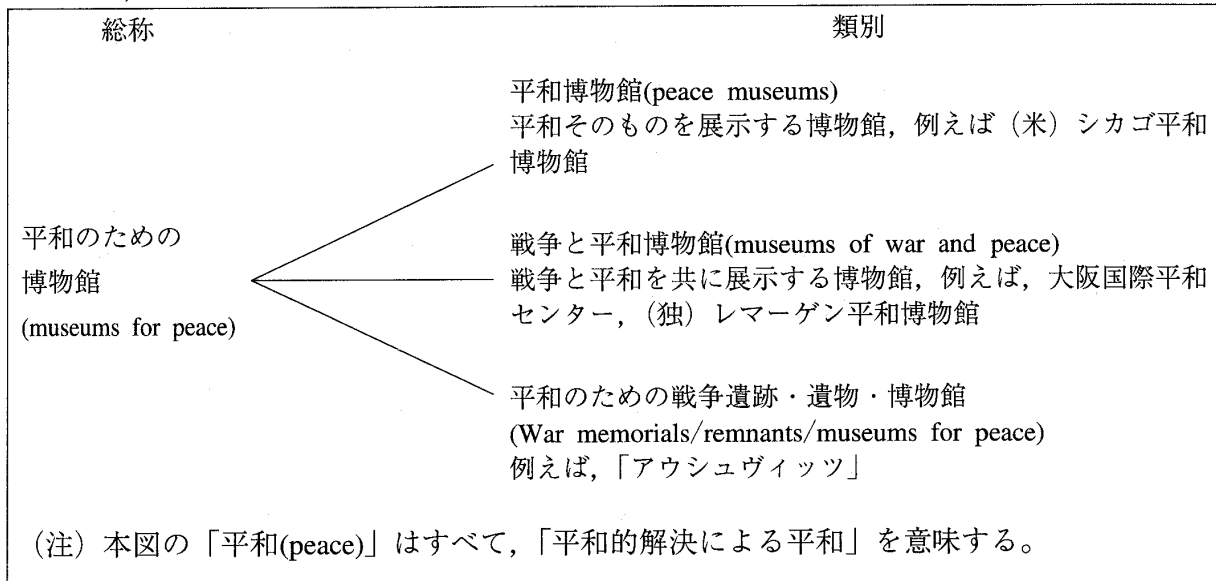 総称
類別
平和博物館(peace museums)
平和そのものを展示する博物館，例えば（米）シカゴ平和
博物館
平和のための
博物館
(museums for peace)
戦争と平和博物館(museums of war and peace)
戦争と平和を共に展示する博物館，例えば，大阪国際平和
センター，（独）レマーゲン平和博物館
平和のための戦争遺跡・遺物・博物館
(War memorials/remnants/museums for peace)
例えば，「アウシュヴィッツ」
（注）本図の「平和(peace)」はすべて，「平和的解決による平和」を意味する。